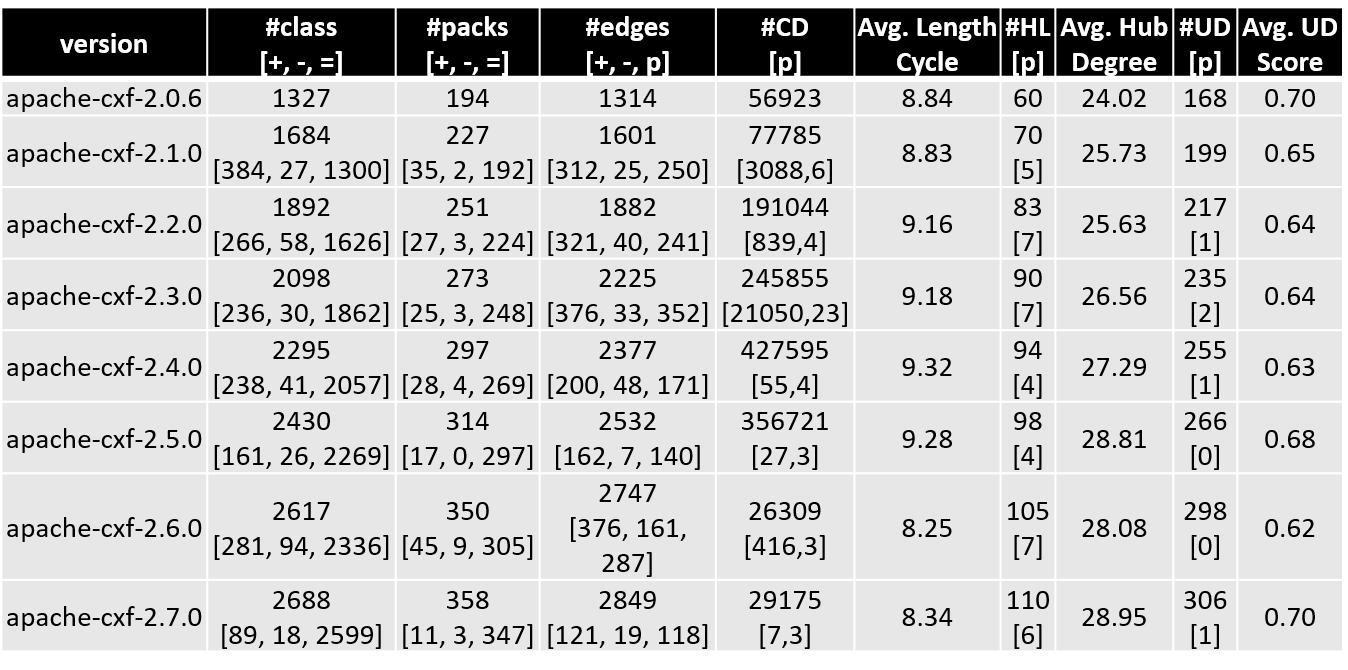 version #class #packs #edges #CD Avg. Length #HL Avg. Hub #UD Avg. UD
[+, -, =] [+, -, =] [+, -, p] [p] Cycle [p] Degree [p] Score
apache-cxf-2.0.6 1327 194 1314 56923 8.84 60 24.02 168 0.70
apache-cxf-2.1.0 1684 227 1601 77785 8.83 70 25.73 199 0.65
[384, 27, 1300] [35, 2, 192] [312, 25, 250] [3088,6] [5]
apache-cxf-2.2.0 1892 251 1882 191044 9.16 83 25.63 217 0.64
[266, 58, 1626] [27, 3, 224] [321, 40, 241] [839,4] [7] [1]
apache-cxf-2.3.0 2098 273 2225 245855 9.18 90 26.56 235 0.64
[236, 30, 1862] [25, 3, 248] [376, 33, 352] [21050,23] [7] [2]
apache-cxf-2.4.0 2295 297 2377 427595 9.32 94 27.29 255 0.63
[238, 41, 2057] [28, 4, 269] [200, 48, 171] [55,4] [4] [1]
apache-cxf-2.5.0 2430 314 2532 356721 9.28 98 28.81 266 0.68
[161, 26, 2269] [17, 0, 297] [162, 7, 140] [27,3] [4] [0]
apache-cxf-2.6.0 2617 350 2747 26309 8.25 105 28.08 298 0.62
[281, 94, 2336] [45, 9, 305] [376, 161, [416,3] [7] [0]
287]
apache-cxf-2.7.0 2688 358 2849 29175 8.34 110 28.95 306 0.70
[89, 18, 2599] [11, 3, 347] [121, 19, 118] [7,3] [6] [1]